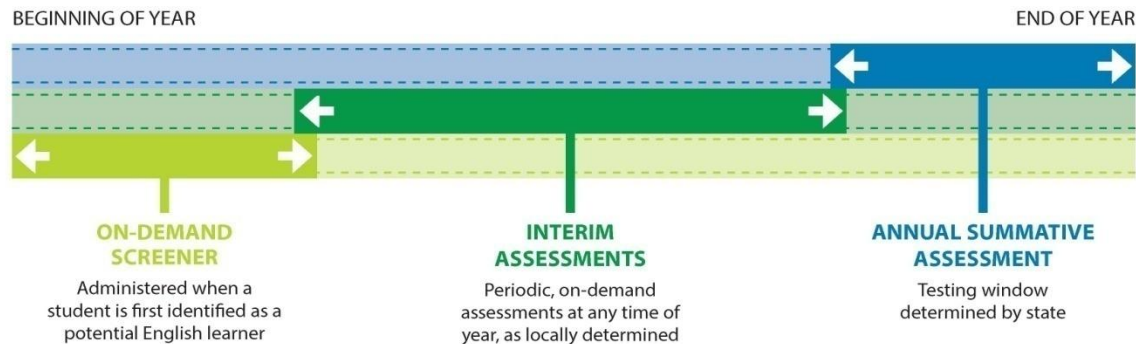 BEGINNING OF YEAR
END OF YEAR
ON-DEMAND
SCREENER
Administered when a
student is first identified as a
potential English learner
INTERIM
ASSESSMENTS
Periodic, on-demand
assessments at any time of
year, as locally determined
ANNUAL SUMMATIVE
ASSESSMENT
Testing window
determined by state